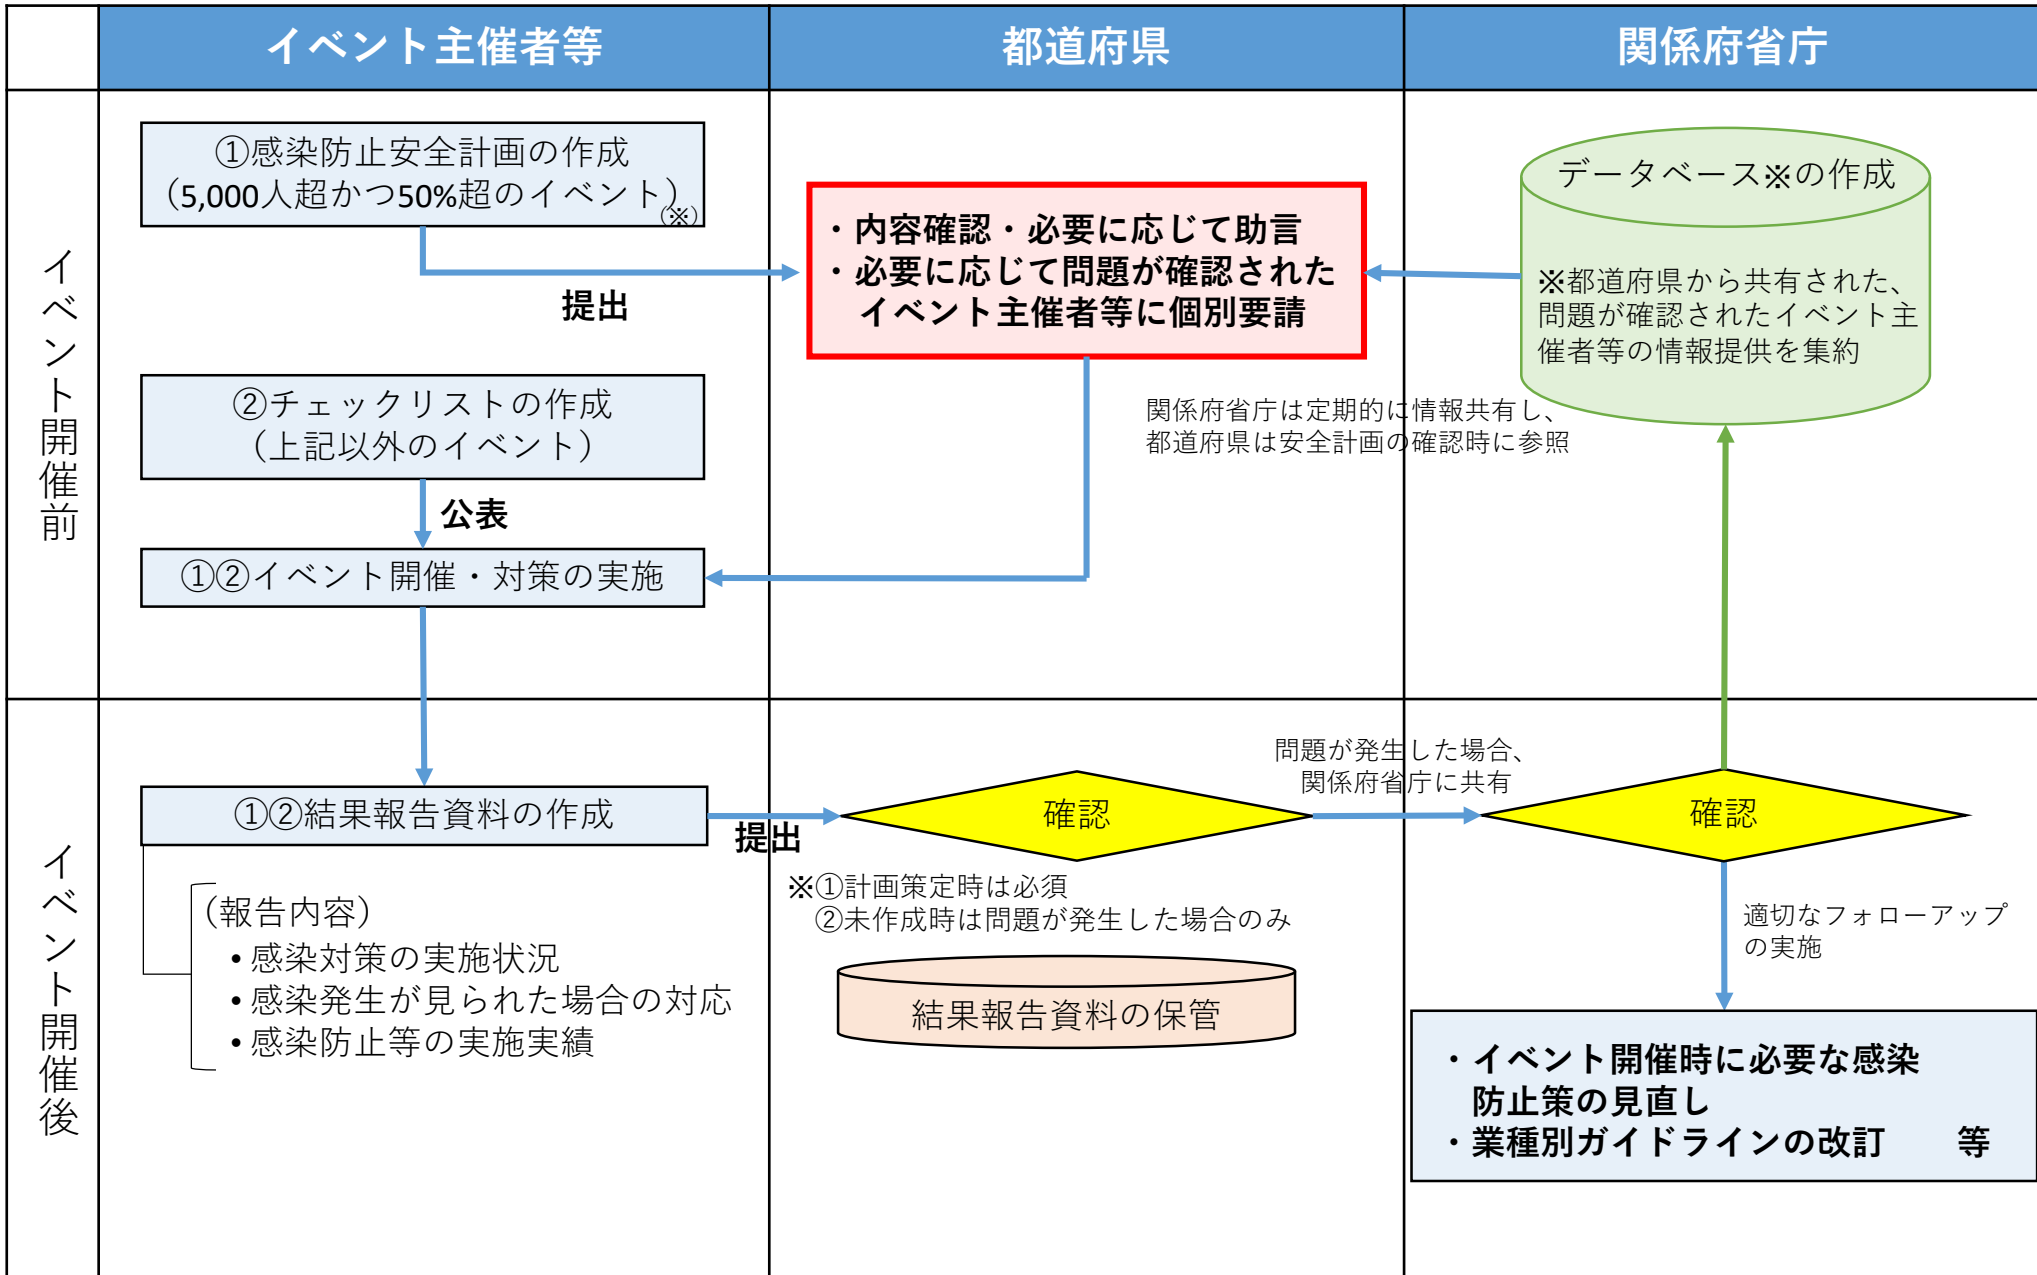 イベント主催者等
都道府県
関係府省庁
イベント開催前
①感染防止安全計画の作成
（5,000人超かつ50%超のイベント）
（※）
提出
②チェックリストの作成
（上記以外のイベント）
公表
①②イベント開催・対策の実施
・内容確認・必要に応じて助言
・必要に応じて問題が確認された
イベント主催者等に個別要請
データベース※の作成
※都道府県から共有された、
問題が確認されたイベント主
催者等の情報提供を集約
関係府省庁は定期的に情報共有し、
都道府県は安全計画の確認時に参照
イベント開催後
①②結果報告資料の作成
提出
（報告内容）
• 感染対策の実施状況
• 感染発生が見られた場合の対応
• 感染防止等の実施実績
確認
※①計画策定時は必須
②未作成時は問題が発生した場合のみ
結果報告資料の保管
問題が発生した場合、
関係府省庁に共有
確認
適切なフォローアップ
の実施
・イベント開催時に必要な感染
防止策の見直し
・業種別ガイドラインの改訂　　等